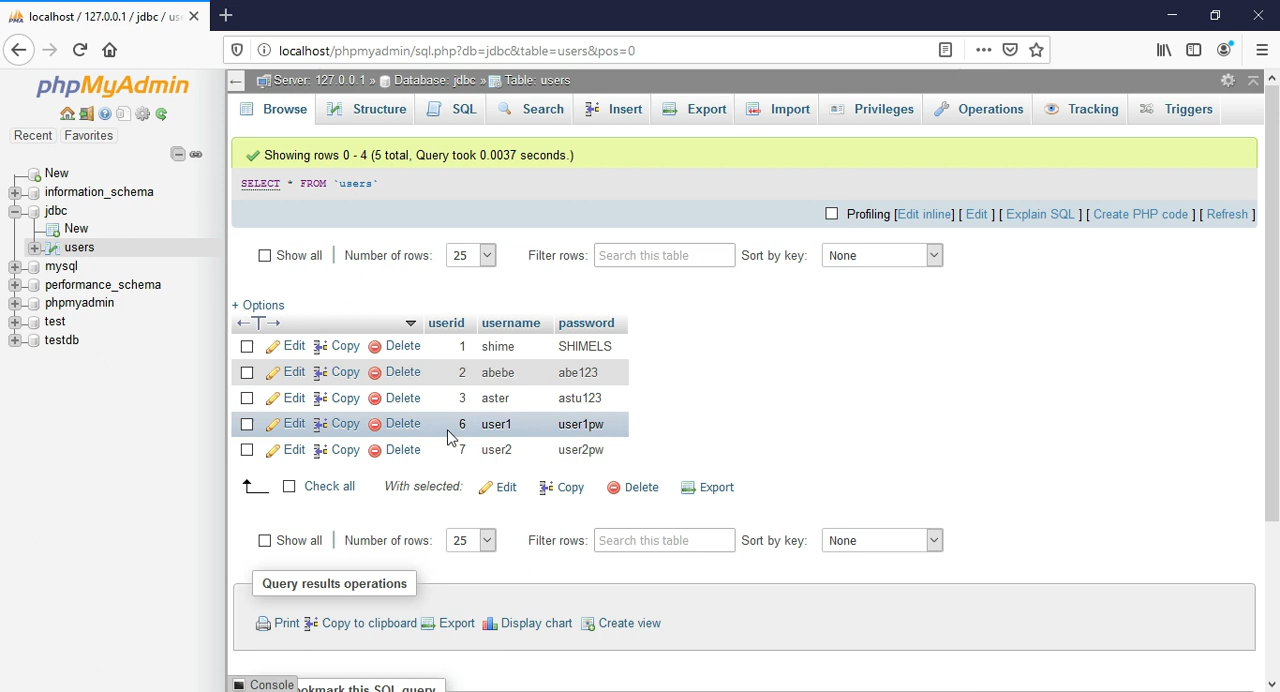 localhost / 127.0.0.1 / jdbc / us
localhost/phpmyadmin/sql.php?db=jdbc&table=users&pos=0
phpMyAdmin
Recent Favorites
New
information_schema
jdbc
New
users
mysql
performance_schema
phpmyadmin
test
testdb
Server: 127.0.0.1 » Database: jdbc » Table: users
Browse Structure SQL Search Insert Export Import Privileges Operations Tracking Triggers
Showing rows 0 - 4 (5 total, Query took 0.0037 seconds.)
SELECT * FROM `users`
Profiling [Edit inline] [ Edit ] [ Explain SQL ] [ Create PHP code ] [ Refresh ]
Show all Number of rows: 25 Filter rows: Search this table Sort by key: None
+ Options
userid username password
Edit Copy Delete 1 shime SHIMELS
Edit Copy Delete 2 abebe abe123
Edit Copy Delete 3 aster astu123
Edit Copy Delete 6 user1 user1pw
Edit Copy Delete 7 user2 user2pw
Check all With selected: Edit Copy Delete Export
Show all Number of rows: 25 Filter rows: Search this table Sort by key: None
Query results operations
Print Copy to clipboard Export Display chart Create view
Console ookmark this SQL query